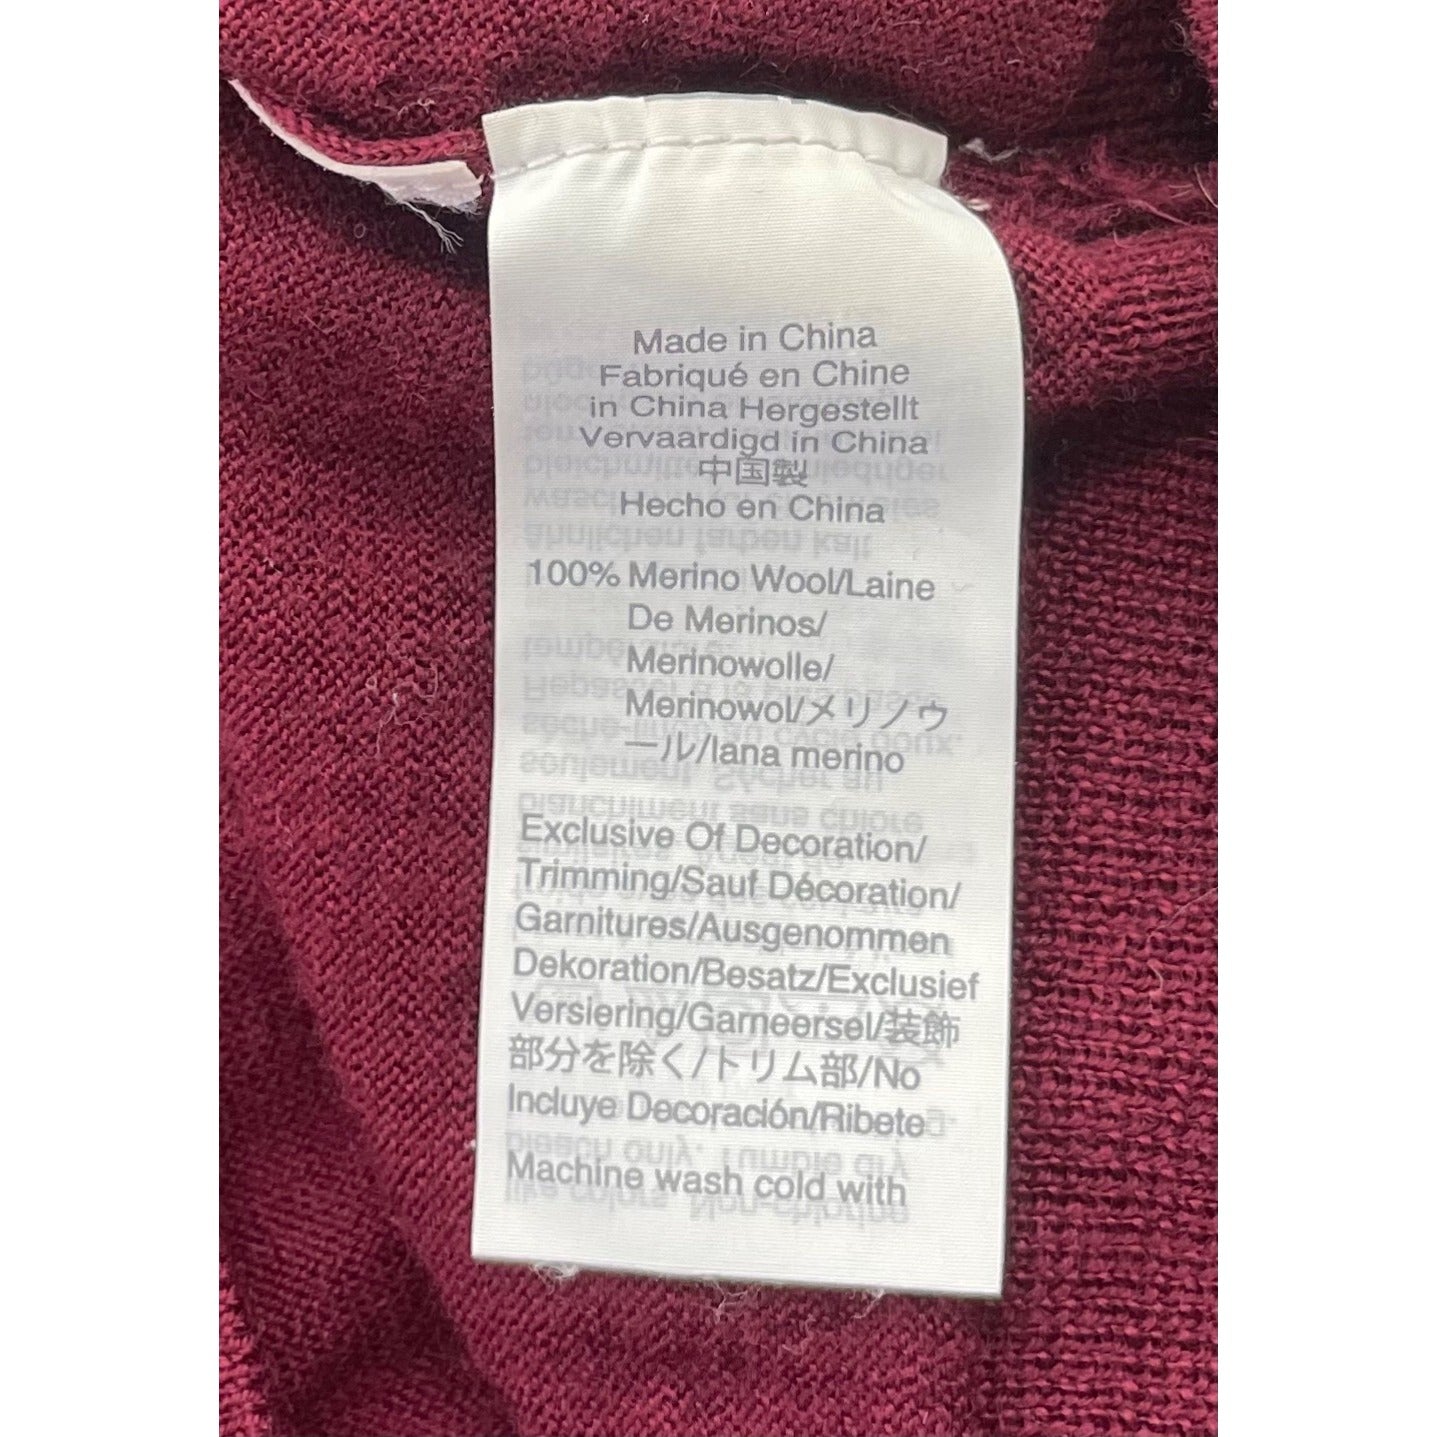 Made in China
Fabriqué en Chine
in China Hergestellt
Vervaardigd in China
中国製
Hecho en China
100% Merino Wool/Laine
De Merinos/
Merinowolle/
Merinowol/メリノウ
ール/lana merino
Exclusive Of Decoration/
Trimming/Sauf Décoration/
Garnitures/Ausgenommen
Dekoration/Besatz/Exclusief
Versiering/Garneersel/装飾
部分を除く/トリム部/No
Incluye Decoración/Ribete
Machine wash cold with